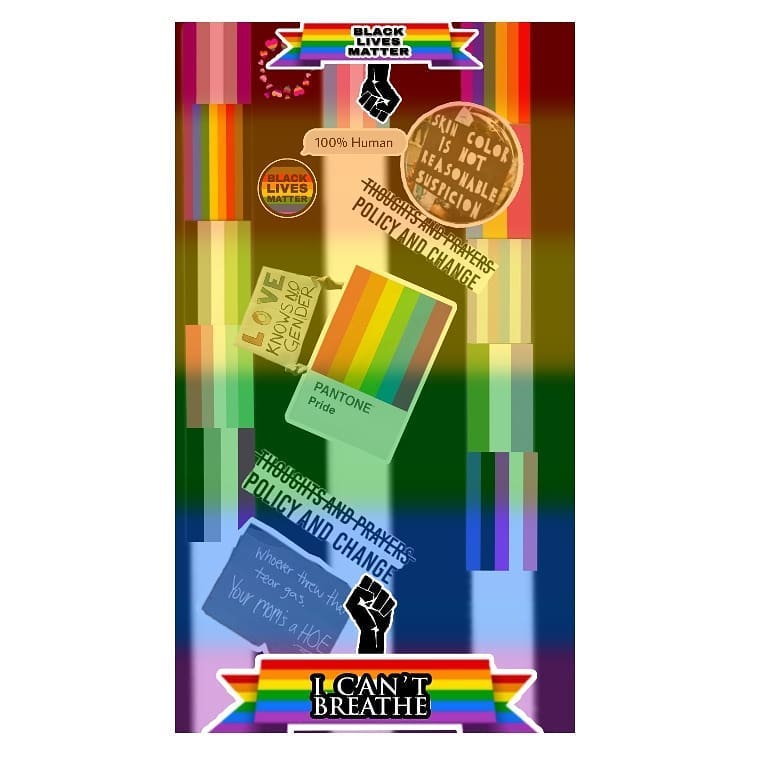 BLACK
LIVES
MATTER
100% Human
SKIN COLOR
IS NOT
REASONABLE
SUSPICION
BLACK
LIVES
MATTER
THOUGHTS AND PRAYERS
POLICY AND CHANGE
LOVE
KNOWS NO
GENDER
PANTONE
Pride
THOUGHTS AND PRAYERS
POLICY AND CHANGE
Whoever threw tha
tear gas,
Your mom's a HOE
I CAN'T
BREATHE